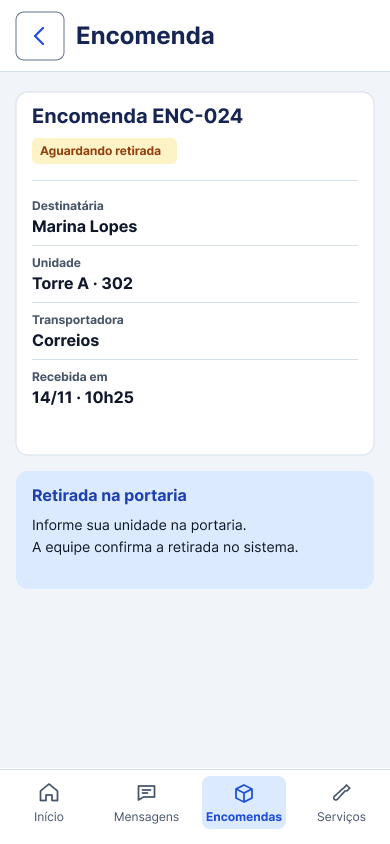 Encomenda
Encomenda ENC-024
Aguardando retirada
Destinatária
Marina Lopes
Unidade
Torre A · 302
Transportadora
Correios
Recebida em
14/11 · 10h25
Retirada na portaria
Informe sua unidade na portaria.
A equipe confirma a retirada no sistema.
Início
Mensagens
Encomendas
Serviços